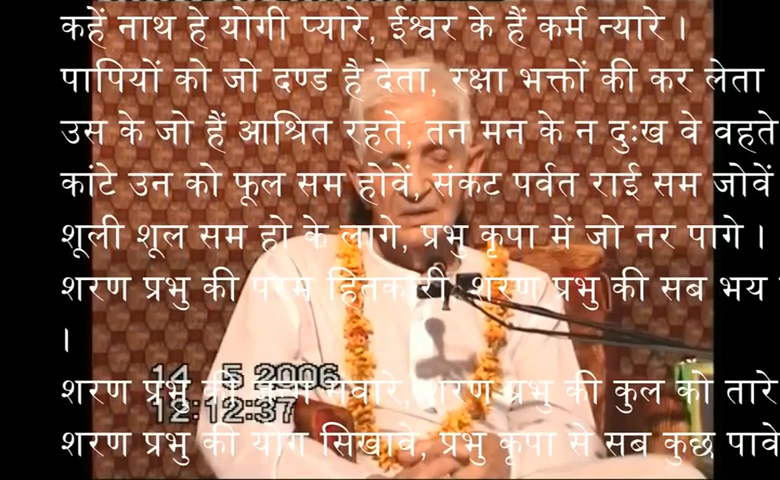 कहें नाथ हे योगी प्यारे, ईश्वर के हैं कर्म न्यारे ।
पापियों को जो दण्ड है देता, रक्षा भक्तों की कर लेता
उस के जो हैं आश्रित रहते, तन मन के न दुःख वे वहते
कांटे उन को फूल सम होवें, संकट पर्वत राई सम जोवें
शूली शूल सम हो के लागे, प्रभु कृपा में जो नर पागे ।
शरण प्रभु की परम हितकारी, शरण प्रभु की सब भय
।
शरण प्रभु की सवारे, शरण प्रभु की कुल को तारे
शरण प्रभु की योग सिखावे, प्रभु कृपा से सब कुछ पावे
14. 5.2006
12:12:37